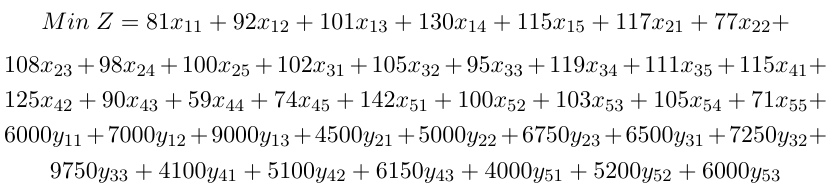 Min Z = 81x₁₁ + 92x₁₂ + 101x₁₃ + 130x₁₄ + 115x₁₅ + 117x₂₁ + 77x₂₂+
108x₂₃ + 98x₂₄ + 100x₂₅ + 102x₃₁ + 105x₃₂ + 95x₃₃ + 119x₃₄ + 111x₃₅ + 115x₄₁+
125x₄₂ + 90x₄₃ + 59x₄₄ + 74x₄₅ + 142x₅₁ + 100x₅₂ + 103x₅₃ + 105x₅₄ + 71x₅₅+
6000y₁₁ + 7000y₁₂ + 9000y₁₃ + 4500y₂₁ + 5000y₂₂ + 6750y₂₃ + 6500y₃₁ + 7250y₃₂+
9750y₃₃ + 4100y₄₁ + 5100y₄₂ + 6150y₄₃ + 4000y₅₁ + 5200y₅₂ + 6000y₅₃